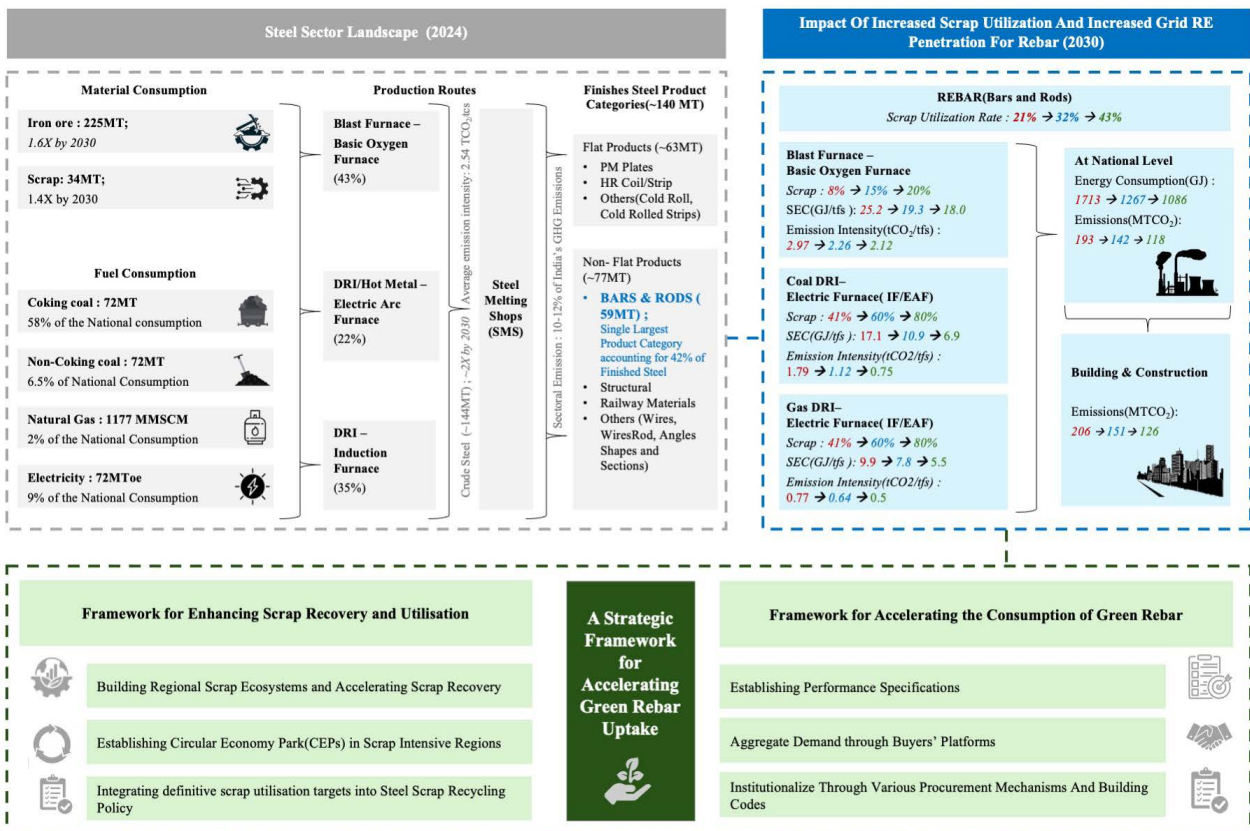 Steel Sector Landscape (2024)
Material Consumption
Iron ore : 225MT;
1.6X by 2030
Scrap: 34MT;
1.4X by 2030
Fuel Consumption
Coking coal : 72MT
58% of the National consumption
Non-Coking coal : 72MT
6.5% of National Consumption
Natural Gas : 1177 MMSCM
2% of the National Consumption
Electricity : 72MToe
9% of the National Consumption
Production Routes
Blast Furnace –
Basic Oxygen
Furnace
(43%)
DRI/Hot Metal –
Electric Arc
Furnace
(22%)
DRI –
Induction
Furnace
(35%)
Crude Steel (~144MT) ; ~2X by 2030 Average emission intensity: 2.54 TCO2/tcs
Steel
Melting
Shops
(SMS)
Sectoral Emission : 10-12% of India's GHG Emissions
Finishes Steel Product
Categories(~140 MT)
Flat Products (~63MT)
• PM Plates
• HR Coil/Strip
• Others(Cold Roll,
Cold Rolled Strips)
Non- Flat Products
(~77MT)
• BARS & RODS (
59MT) ;
Single Largest
Product Category
accounting for 42% of
Finished Steel
• Structural
• Railway Materials
• Others (Wires,
WiresRod, Angles
Shapes and
Sections)
Impact Of Increased Scrap Utilization And Increased Grid RE
Penetration For Rebar (2030)
REBAR(Bars and Rods)
Scrap Utilization Rate : 21% → 32% → 43%
Blast Furnace –
Basic Oxygen Furnace
Scrap : 8% → 15% → 20%
SEC(GJ/tfs ): 25.2 → 19.3 → 18.0
Emission Intensity(tCO2/tfs) :
2.97 → 2.26 → 2.12
Coal DRI–
Electric Furnace( IF/EAF)
Scrap : 41% → 60% → 80%
SEC(GJ/tfs ): 17.1 → 10.9 → 6.9
Emission Intensity(tCO2/tfs) :
1.79 → 1.12 → 0.75
Gas DRI–
Electric Furnace( IF/EAF)
Scrap : 41% → 60% → 80%
SEC(GJ/tfs ): 9.9 → 7.8 → 5.5
Emission Intensity(tCO2/tfs) :
0.77 → 0.64 → 0.5
At National Level
Energy Consumption(GJ) :
1713 → 1267 → 1086
Emissions(MTCO2):
193 → 142 → 118
Building & Construction
Emissions(MTCO2):
206 → 151 → 126
Framework for Enhancing Scrap Recovery and Utilisation
Building Regional Scrap Ecosystems and Accelerating Scrap Recovery
Establishing Circular Economy Park(CEPs) in Scrap Intensive Regions
Integrating definitive scrap utilisation targets into Steel Scrap Recycling
Policy
A Strategic
Framework
for
Accelerating
Green Rebar
Uptake
Framework for Accelerating the Consumption of Green Rebar
Establishing Performance Specifications
Aggregate Demand through Buyers' Platforms
Institutionalize Through Various Procurement Mechanisms And Building
Codes